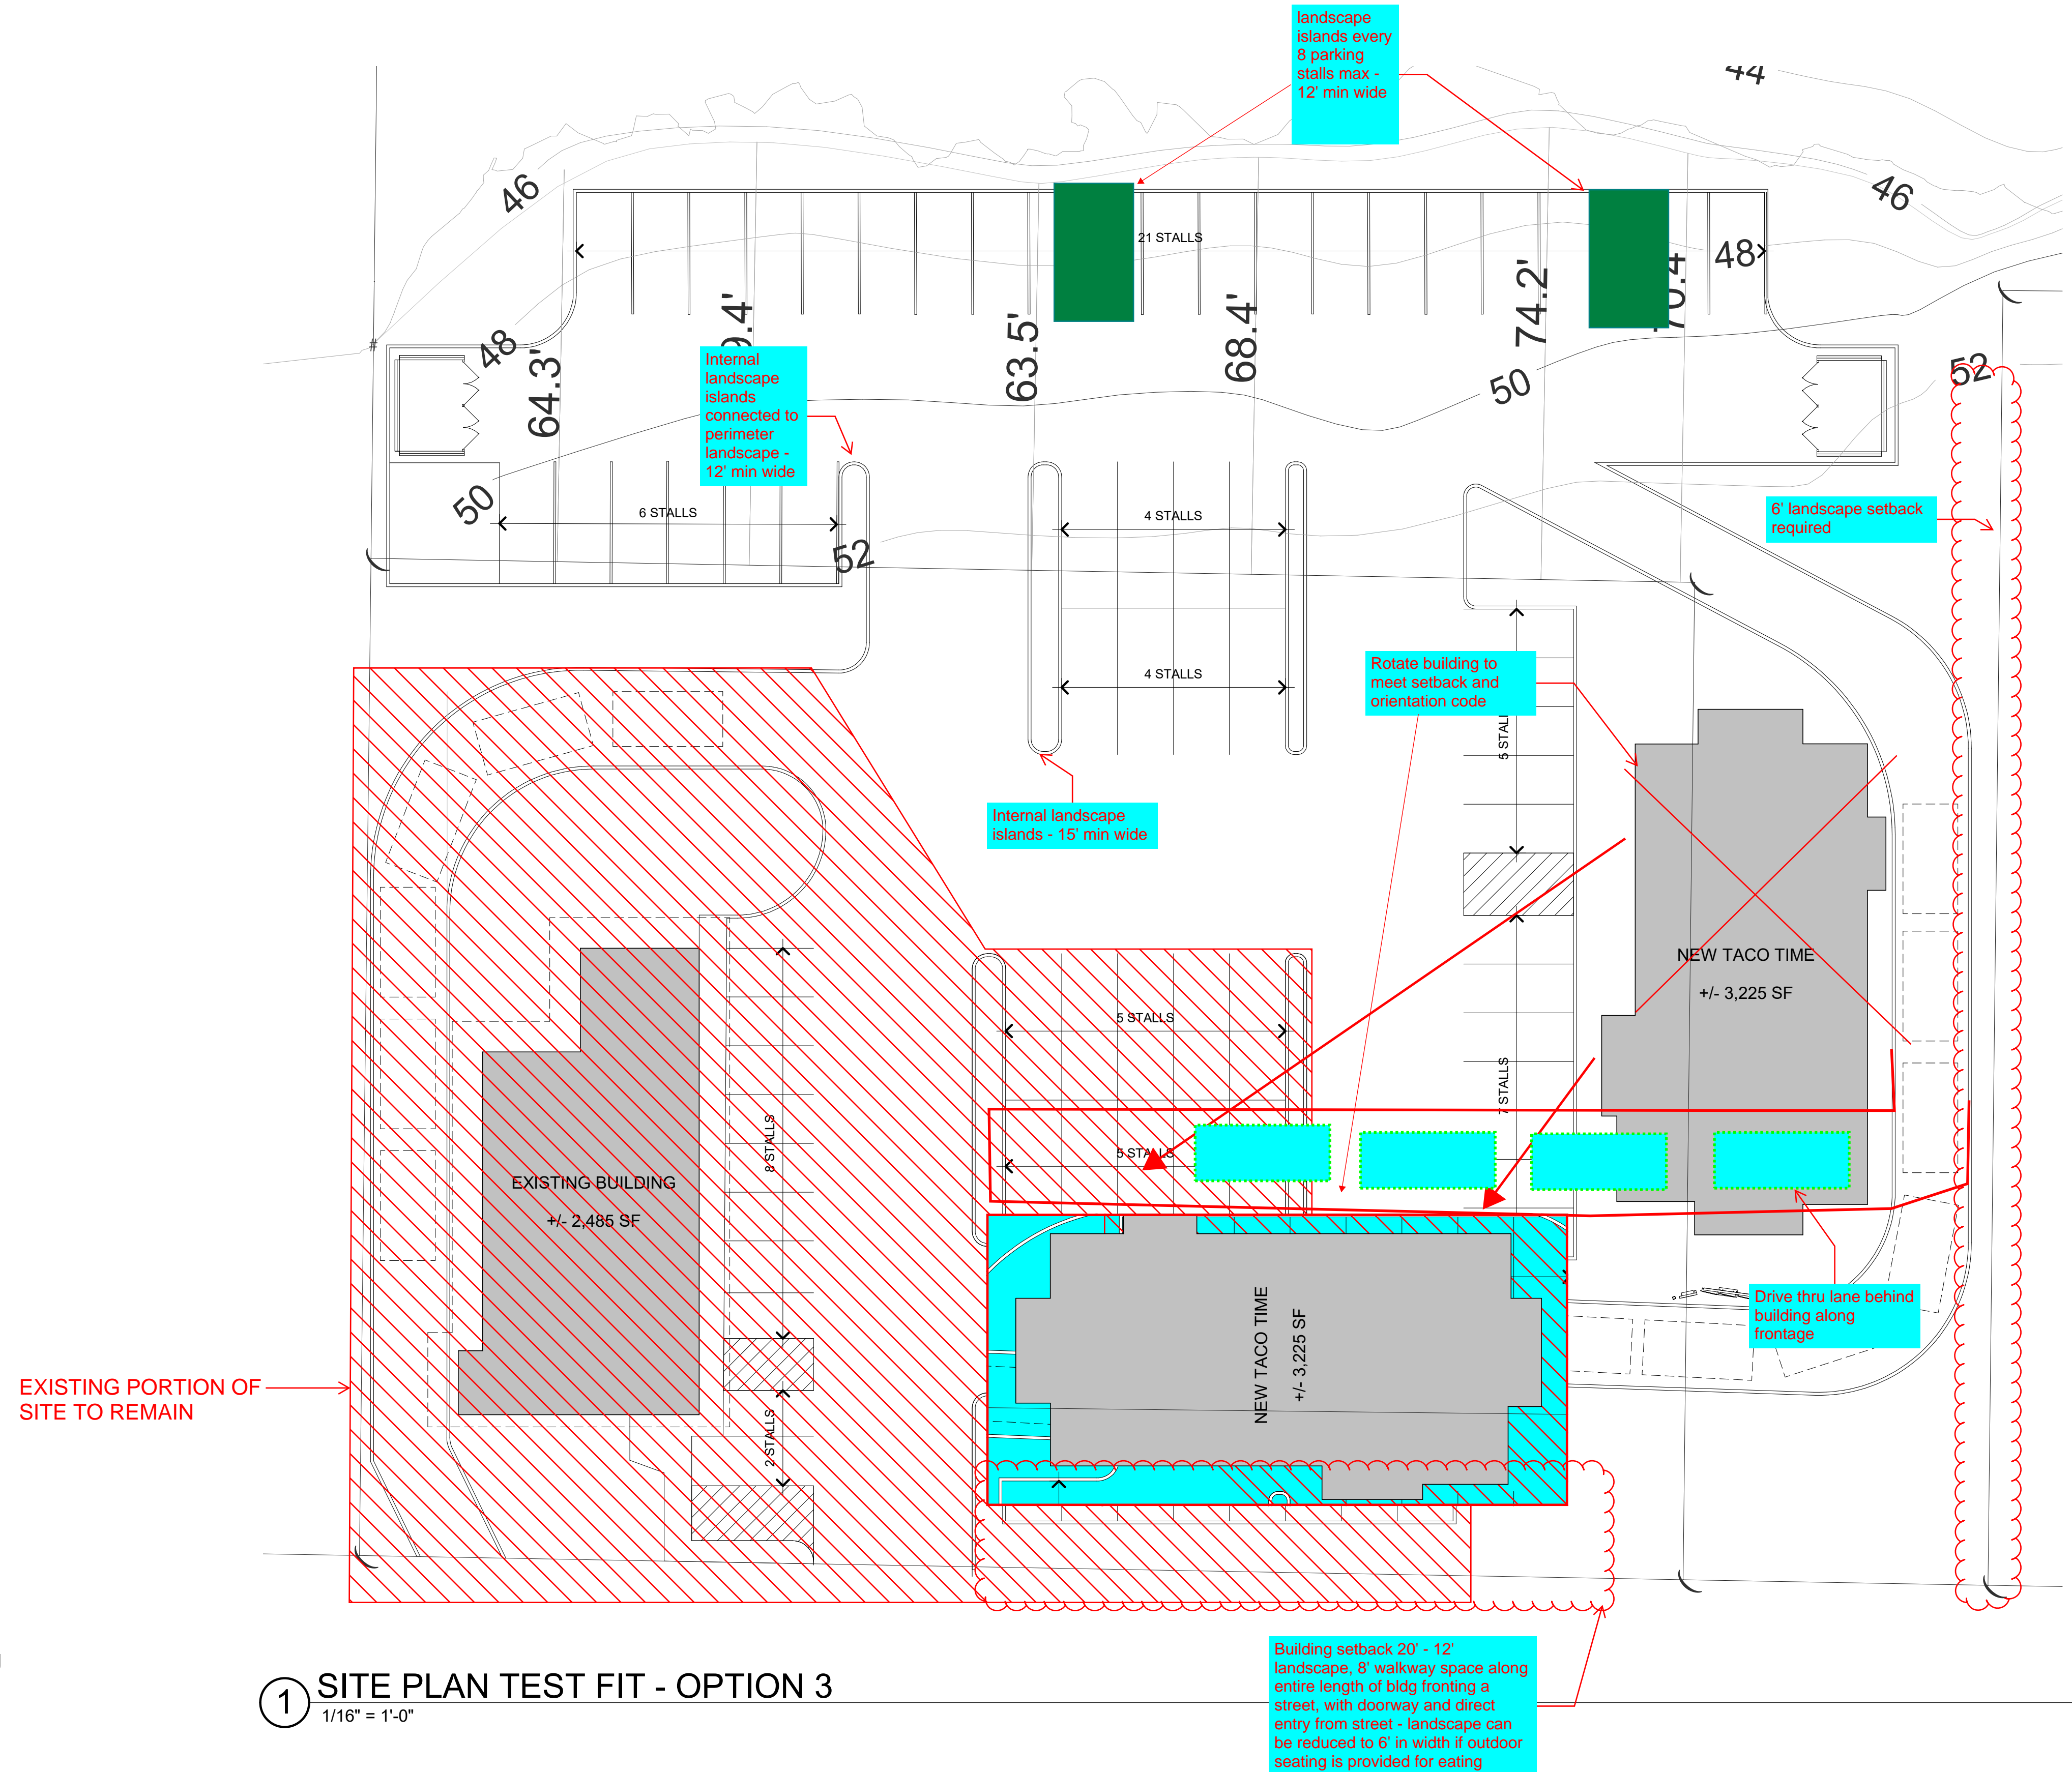 landscape
islands every
8 parking
stalls max -
12' min wide
44
46
46
21 STALLS
48
48
64.3'
9.4'
63.5'
68.4'
74.2'
70.4
50
52
Internal
landscape
islands
connected to
perimeter
landscape -
12' min wide
50
6 STALLS
52
4 STALLS
6' landscape setback
required
4 STALLS
Rotate building to
meet setback and
orientation code
5 STALL
Internal landscape
islands - 15' min wide
NEW TACO TIME
+/- 3,225 SF
5 STALLS
7 STALLS
8 STALLS
5 STALLS
EXISTING BUILDING
+/- 2,485 SF
NEW TACO TIME
+/- 3,225 SF
Drive thru lane behind
building along
frontage
EXISTING PORTION OF
SITE TO REMAIN
2 STALLS
Building setback 20' - 12'
landscape, 8' walkway space along
entire length of bldg fronting a
street, with doorway and direct
entry from street - landscape can
be reduced to 6' in width if outdoor
seating is provided for eating
1
SITE PLAN TEST FIT - OPTION 3
1/16" = 1'-0"